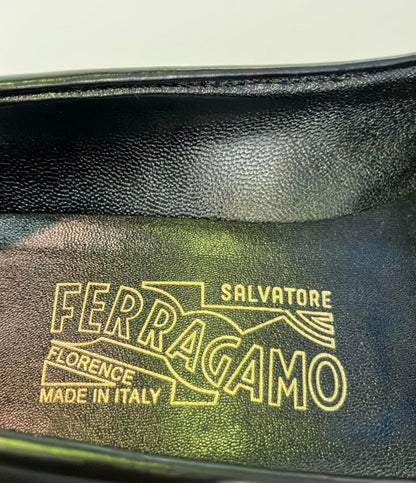 SALVATORE
FERRAGAMO
FLORENCE
MADE IN ITALY